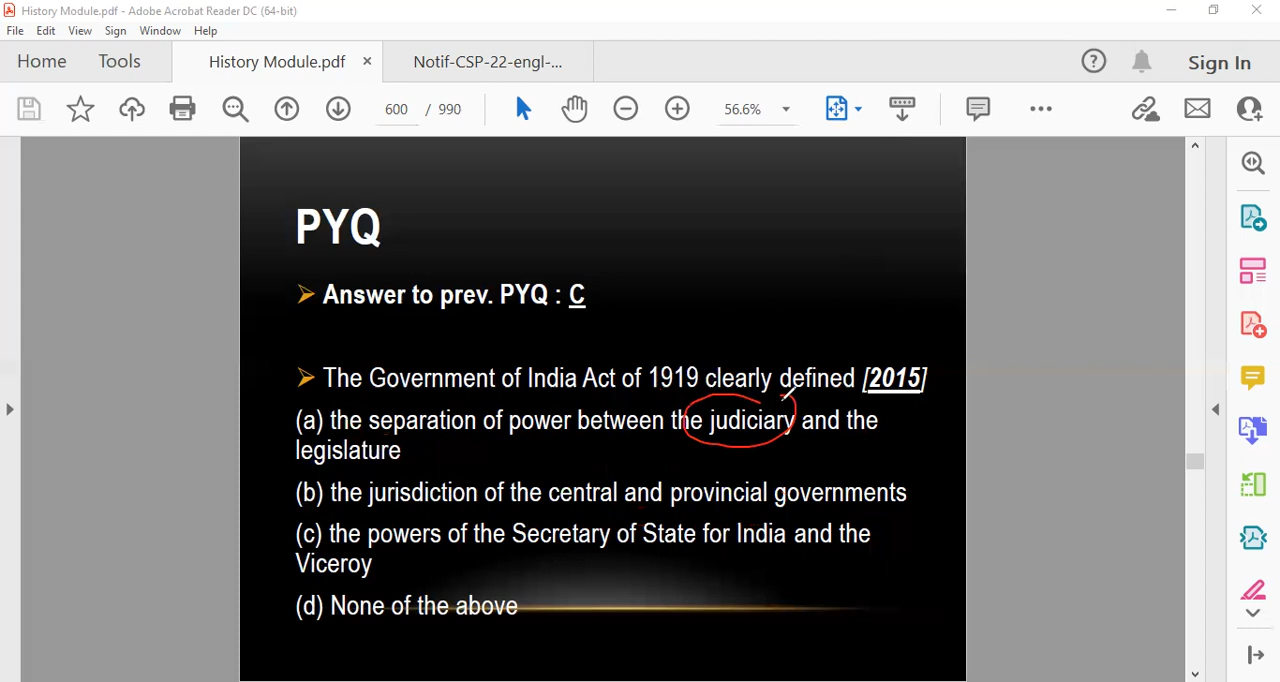 History Module.pdf - Adobe Acrobat Reader DC (64-bit)
File Edit View Sign Window Help
Home Tools History Module.pdf × Notif-CSP-22-engl-... Sign In
600 / 990 56.6%
PYQ
Answer to prev. PYQ : C
The Government of India Act of 1919 clearly defined [2015]
(a) the separation of power between the judiciary and the
legislature
(b) the jurisdiction of the central and provincial governments
(c) the powers of the Secretary of State for India and the
Viceroy
(d) None of the above